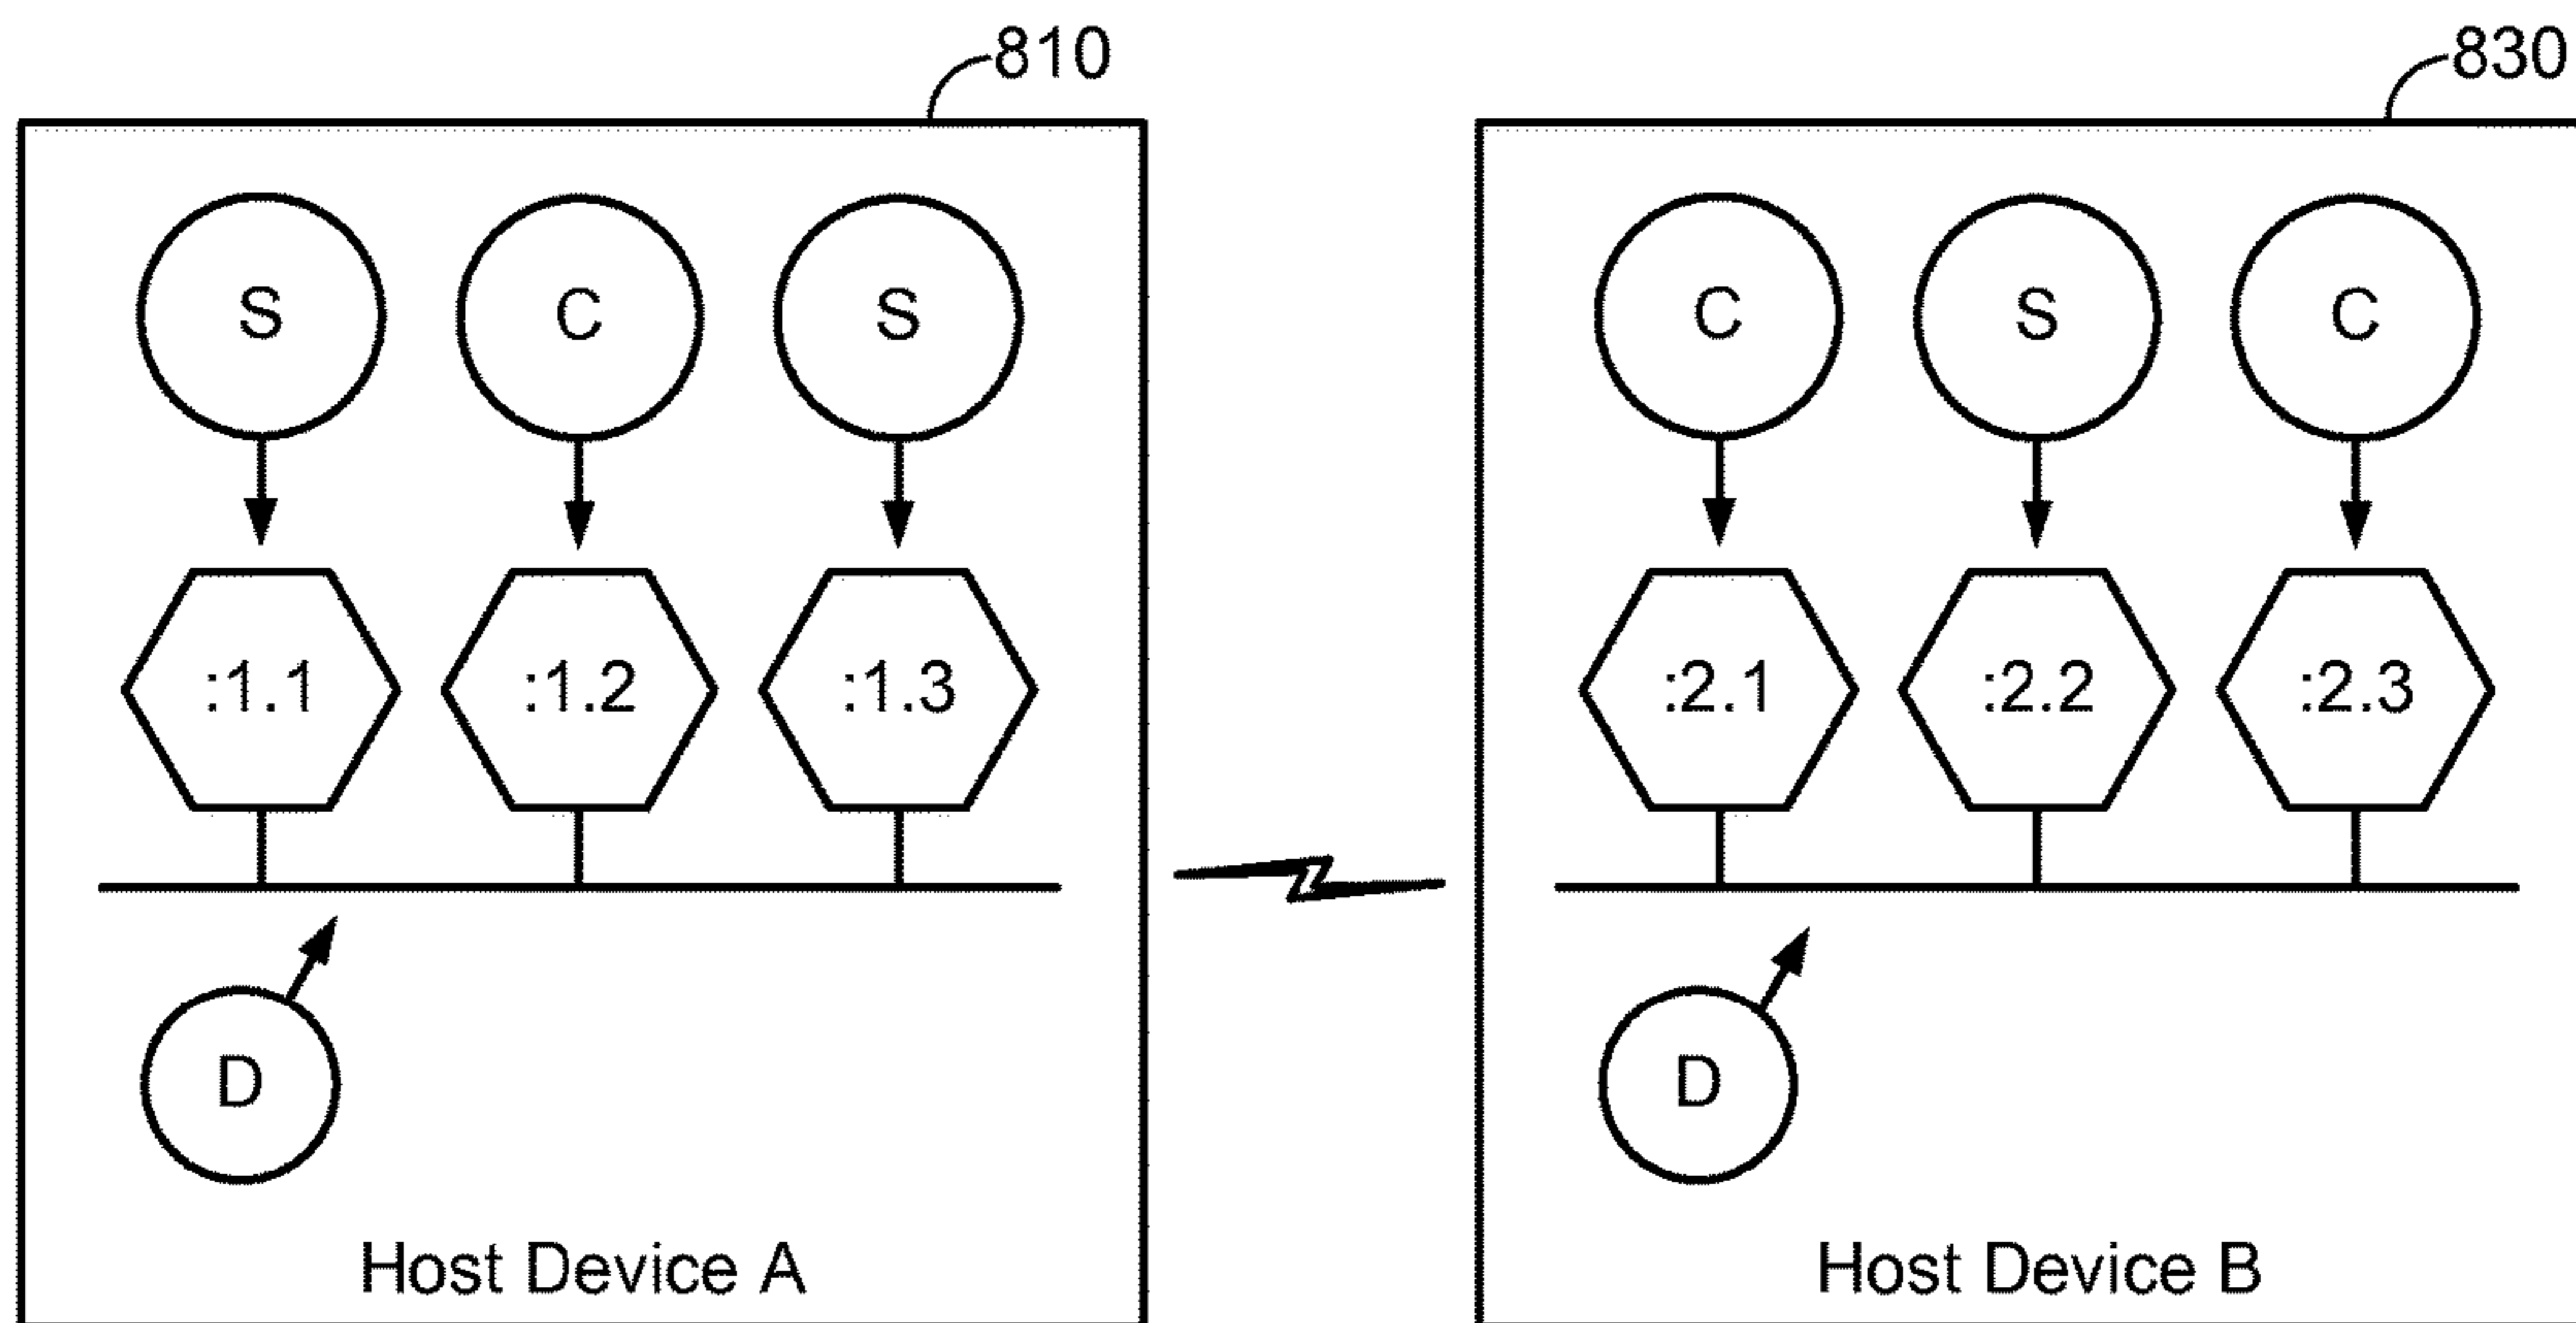 810 830
S C S C S C
:1.1 :1.2 :1.3 :2.1 :2.2 :2.3
D D
Host Device A Host Device B